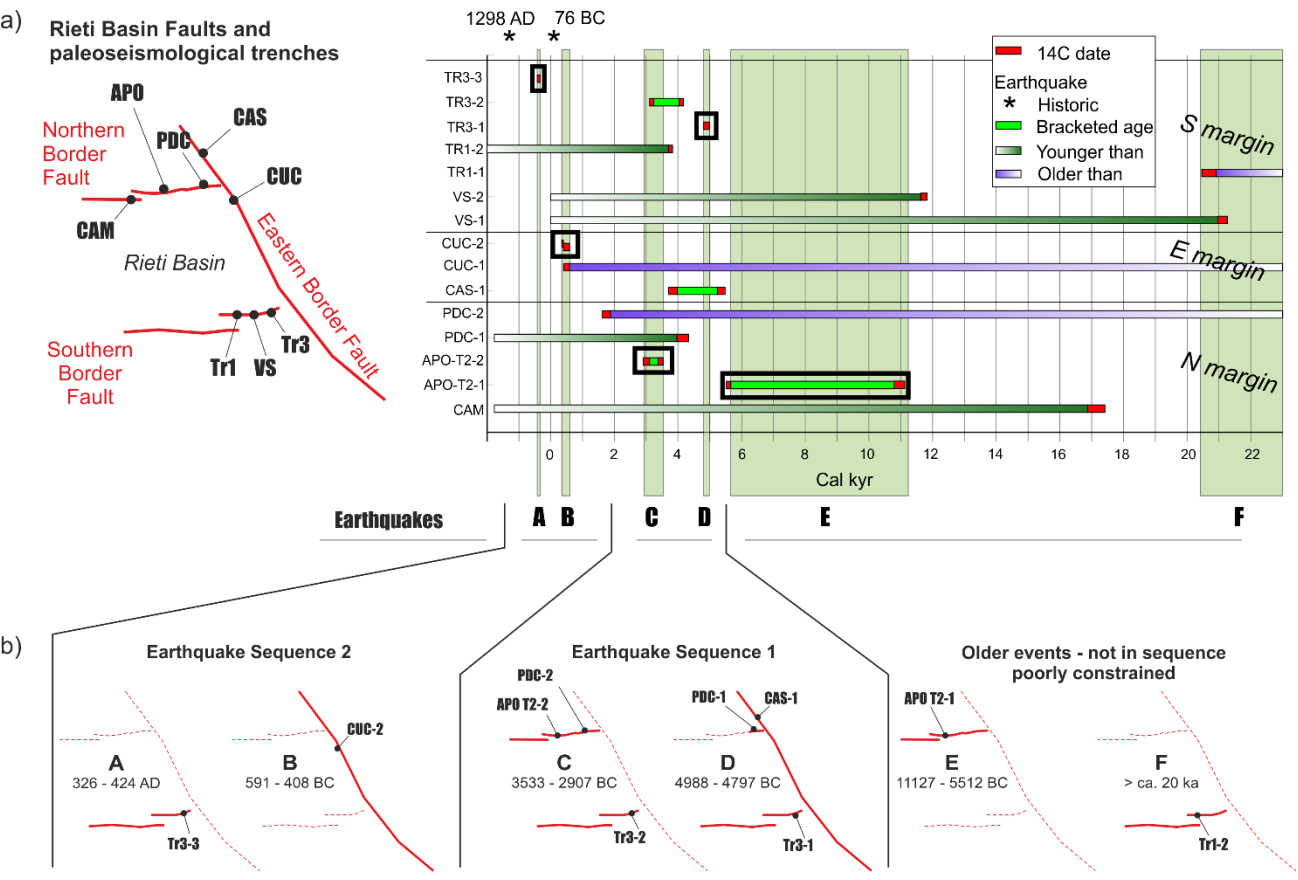 a)
Rieti Basin Faults and
paleoseismological trenches
APO
CAS
Northern
Border
Fault
PDC
CUC
CAM
Rieti Basin
Eastern Border Fault
Southern
Border
Fault
Tr1
VS
Tr3
1298 AD
76 BC
*
*
14C date
Earthquake
* Historic
Bracketed age
Younger than
Older than
TR3-3
TR3-2
TR3-1
TR1-2
TR1-1
VS-2
VS-1
CUC-2
CUC-1
CAS-1
PDC-2
PDC-1
APO-T2-2
APO-T2-1
CAM
S margin
E margin
N margin
0 2 4 6 8 10 12 14 16 18 20 22
Cal kyr
Earthquakes
A B C D E F
b)
Earthquake Sequence 2
A
326 - 424 AD
Tr3-3
CUC-2
B
591 - 408 BC
Earthquake Sequence 1
PDC-2
APO T2-2
C
3533 - 2907 BC
Tr3-2
PDC-1
CAS-1
D
4988 - 4797 BC
Tr3-1
Older events - not in sequence
poorly constrained
APO T2-1
E
11127 - 5512 BC
F
> ca. 20 ka
Tr1-2